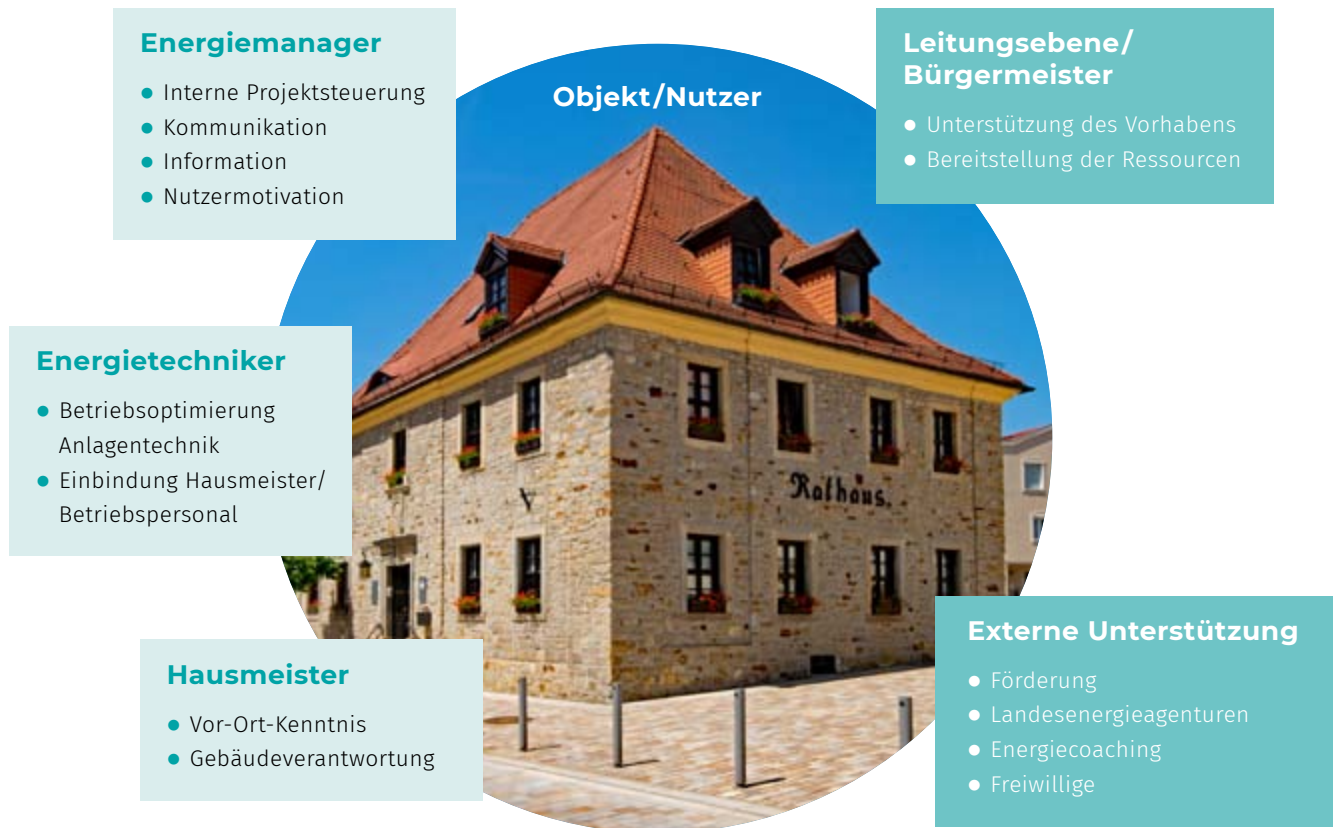 Energiemanager
• Interne Projektsteuerung
• Kommunikation
• Information
• Nutzermotivation
Objekt/Nutzer
Leitungsebene/
Bürgermeister
• Unterstützung des Vorhabens
• Bereitstellung der Ressourcen
Energietechniker
• Betriebsoptimierung
Anlagentechnik
• Einbindung Hausmeister/
Betriebspersonal
Rathaus.
Hausmeister
• Vor-Ort-Kenntnis
• Gebäudeverantwortung
Externe Unterstützung
• Förderung
• Landesenergieagenturen
• Energiecoaching
• Freiwillige